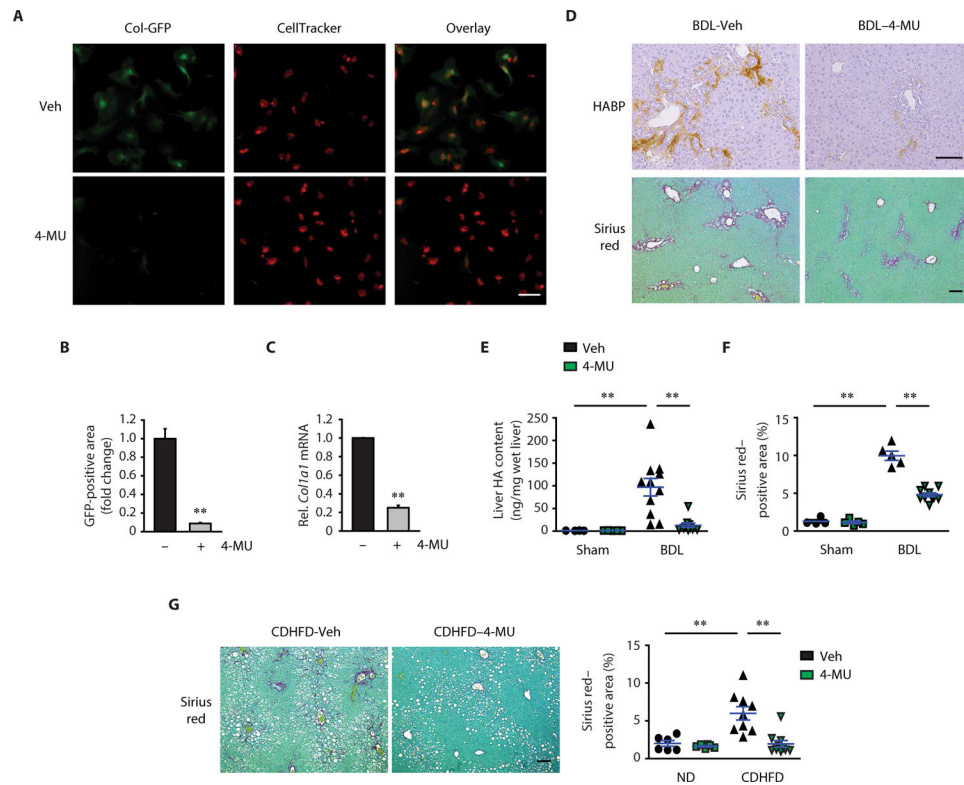 A
Col-GFP CellTracker Overlay
Veh
4-MU
D
BDL-Veh BDL–4-MU
HABP
Sirius
red
B
GFP-positive area
(fold change)
1.2
1.0
0.8
0.6
0.4
0.2
0
**
– + 4-MU
C
Rel. Col1a1 mRNA
1.2
1.0
0.8
0.6
0.4
0.2
0
**
– + 4-MU
E
Veh
4-MU
** **
Liver HA content
(ng/mg wet liver)
250
200
150
100
50
0
Sham BDL
F
** **
Sirius red–
positive area (%)
15
10
5
0
Sham BDL
G
CDHFD-Veh CDHFD–4-MU
Sirius
red
** **
Veh
4-MU
Sirius red–
positive area (%)
15
10
5
0
ND CDHFD